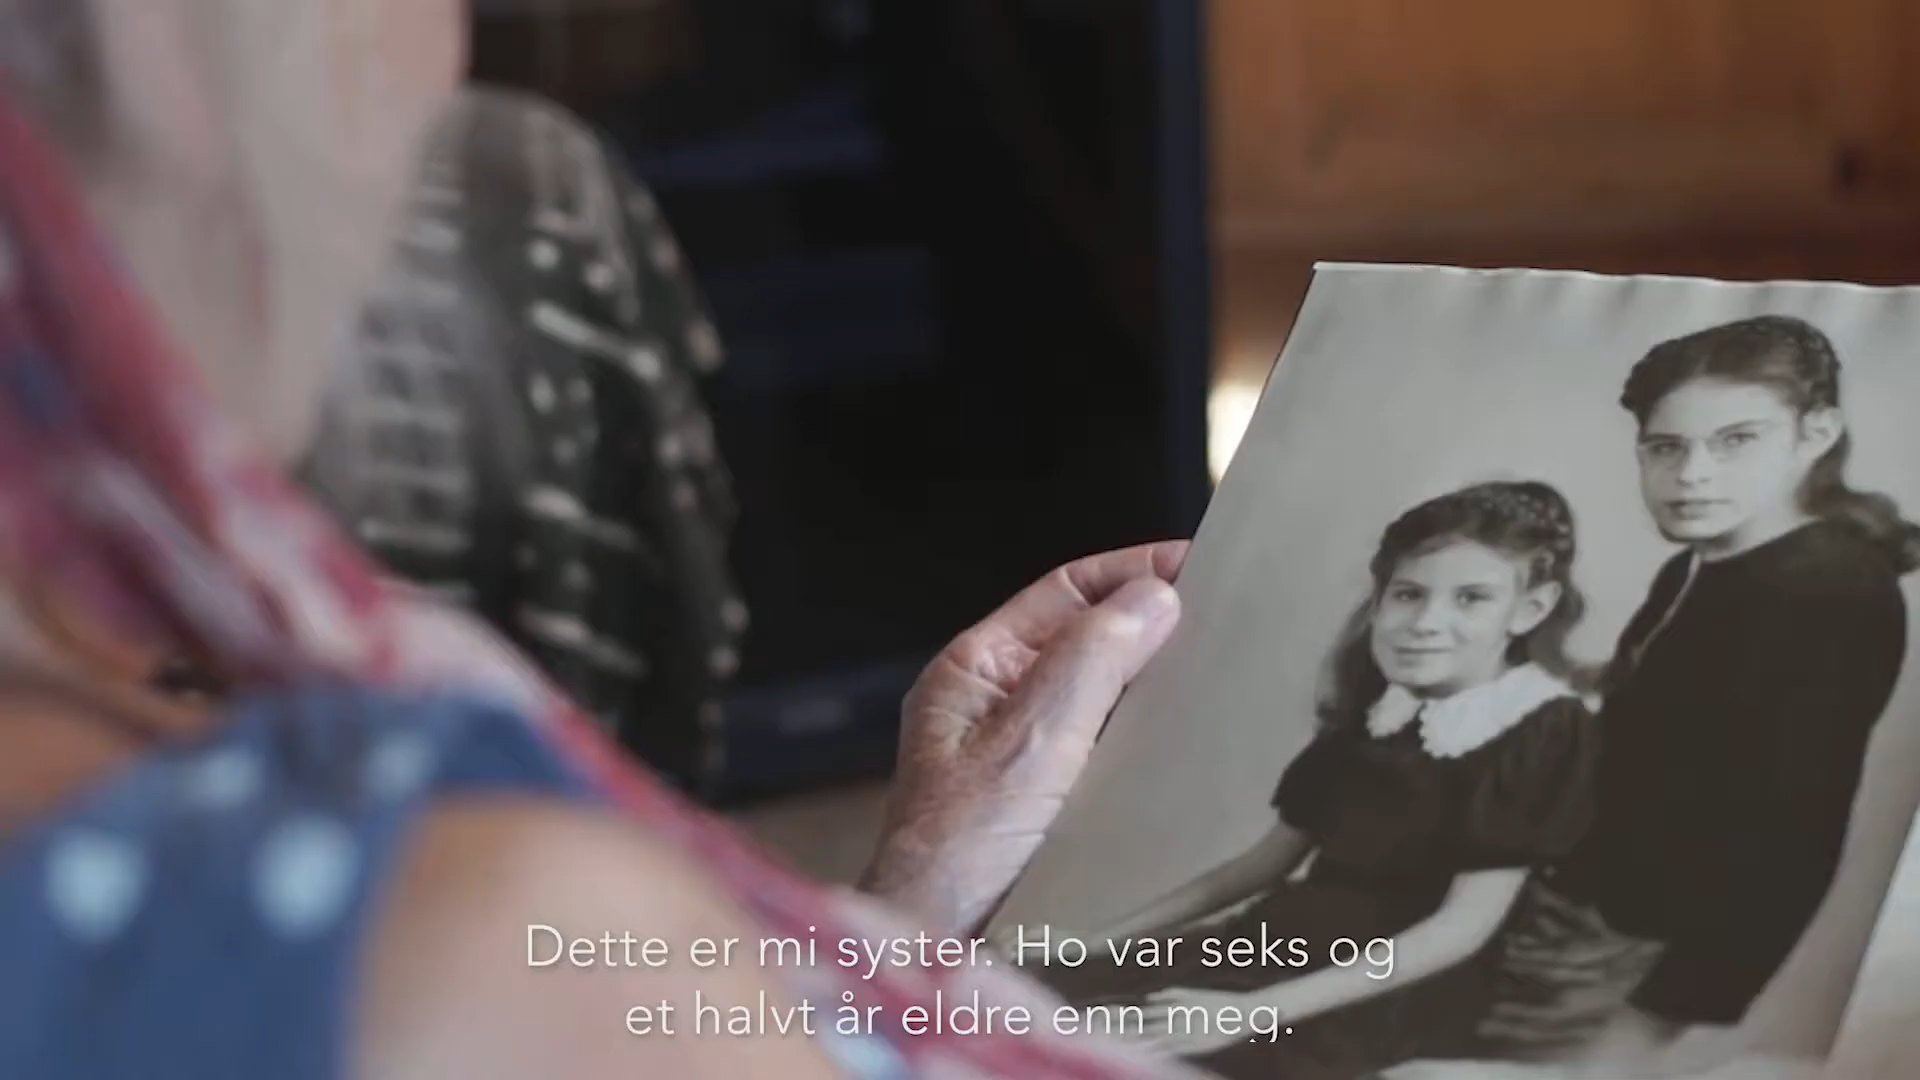 Dette er mi syster. Ho var seks og
et halvt år eldre enn meg.